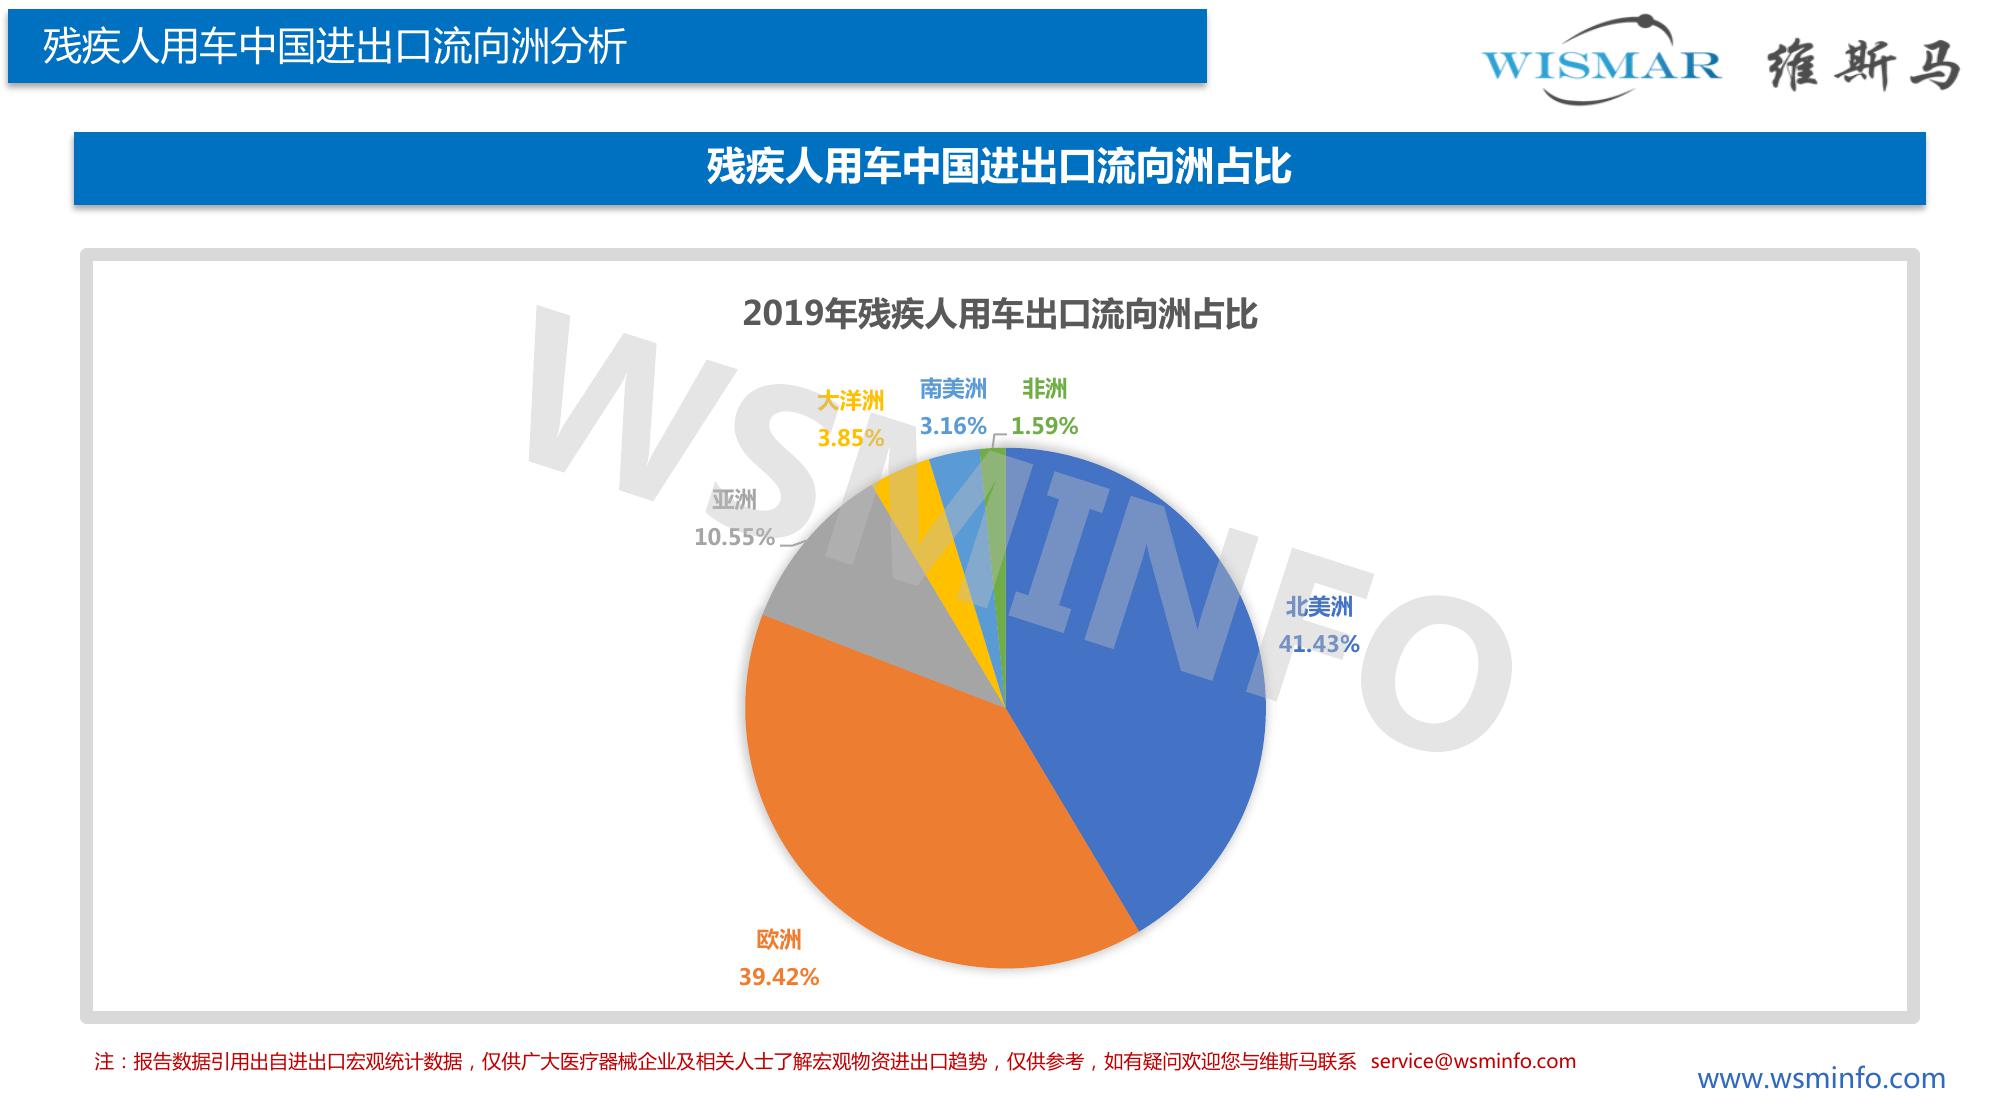 残疾人用车中国进出口流向洲分析
WISMAR 维斯马
残疾人用车中国进出口流向洲占比
2019年残疾人用车出口流向洲占比
大洋洲
3.85%
南美洲
3.16%
非洲
1.59%
亚洲
10.55%
北美洲
41.43%
欧洲
39.42%
WSMINFO
注：报告数据引用出自进出口宏观统计数据，仅供广大医疗器械企业及相关人士了解宏观物资进出口趋势，仅供参考，如有疑问欢迎您与维斯马联系 service@wsminfo.com
www.wsminfo.com